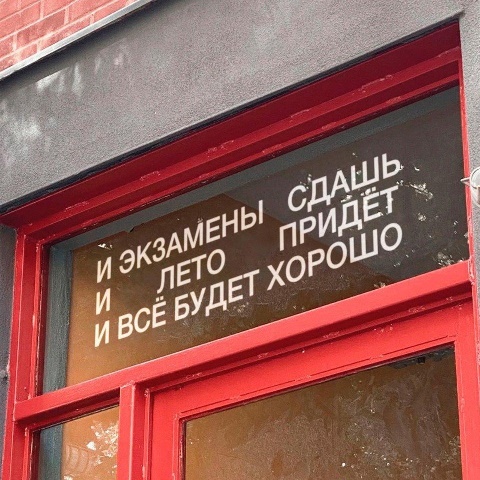 И ЭКЗАМЕНЫ СДАШЬ
И ЛЕТО ПРИДЁТ
И ВСЁ БУДЕТ ХОРОШО